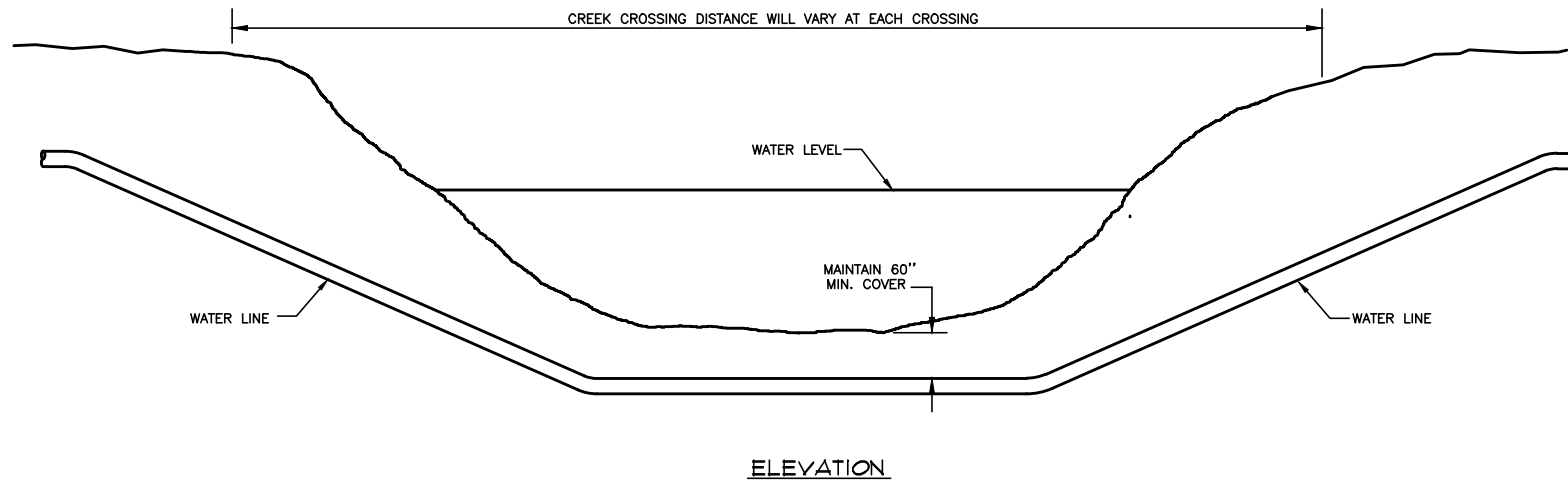 CREEK CROSSING DISTANCE WILL VARY AT EACH CROSSING
WATER LEVEL
MAINTAIN 60"
MIN. COVER
WATER LINE
WATER LINE
ELEVATION